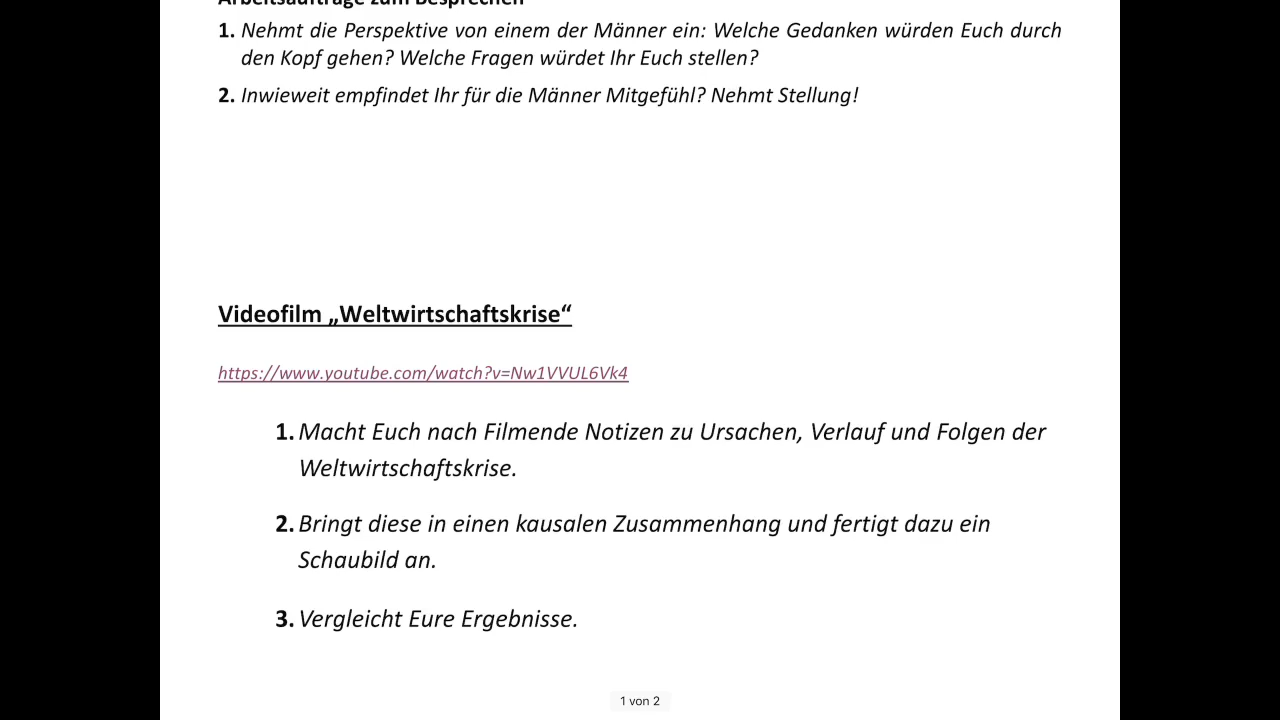 Arbeitsaufträge zum Besprechen
1. Nehmt die Perspektive von einem der Männer ein: Welche Gedanken würden Euch durch
den Kopf gehen? Welche Fragen würdet Ihr Euch stellen?
2. Inwieweit empfindet Ihr für die Männer Mitgefühl? Nehmt Stellung!
Videofilm „Weltwirtschaftskrise“
https://www.youtube.com/watch?v=Nw1VVUL6Vk4
1. Macht Euch nach Filmende Notizen zu Ursachen, Verlauf und Folgen der
Weltwirtschaftskrise.
2. Bringt diese in einen kausalen Zusammenhang und fertigt dazu ein
Schaubild an.
3. Vergleicht Eure Ergebnisse.
1 von 2